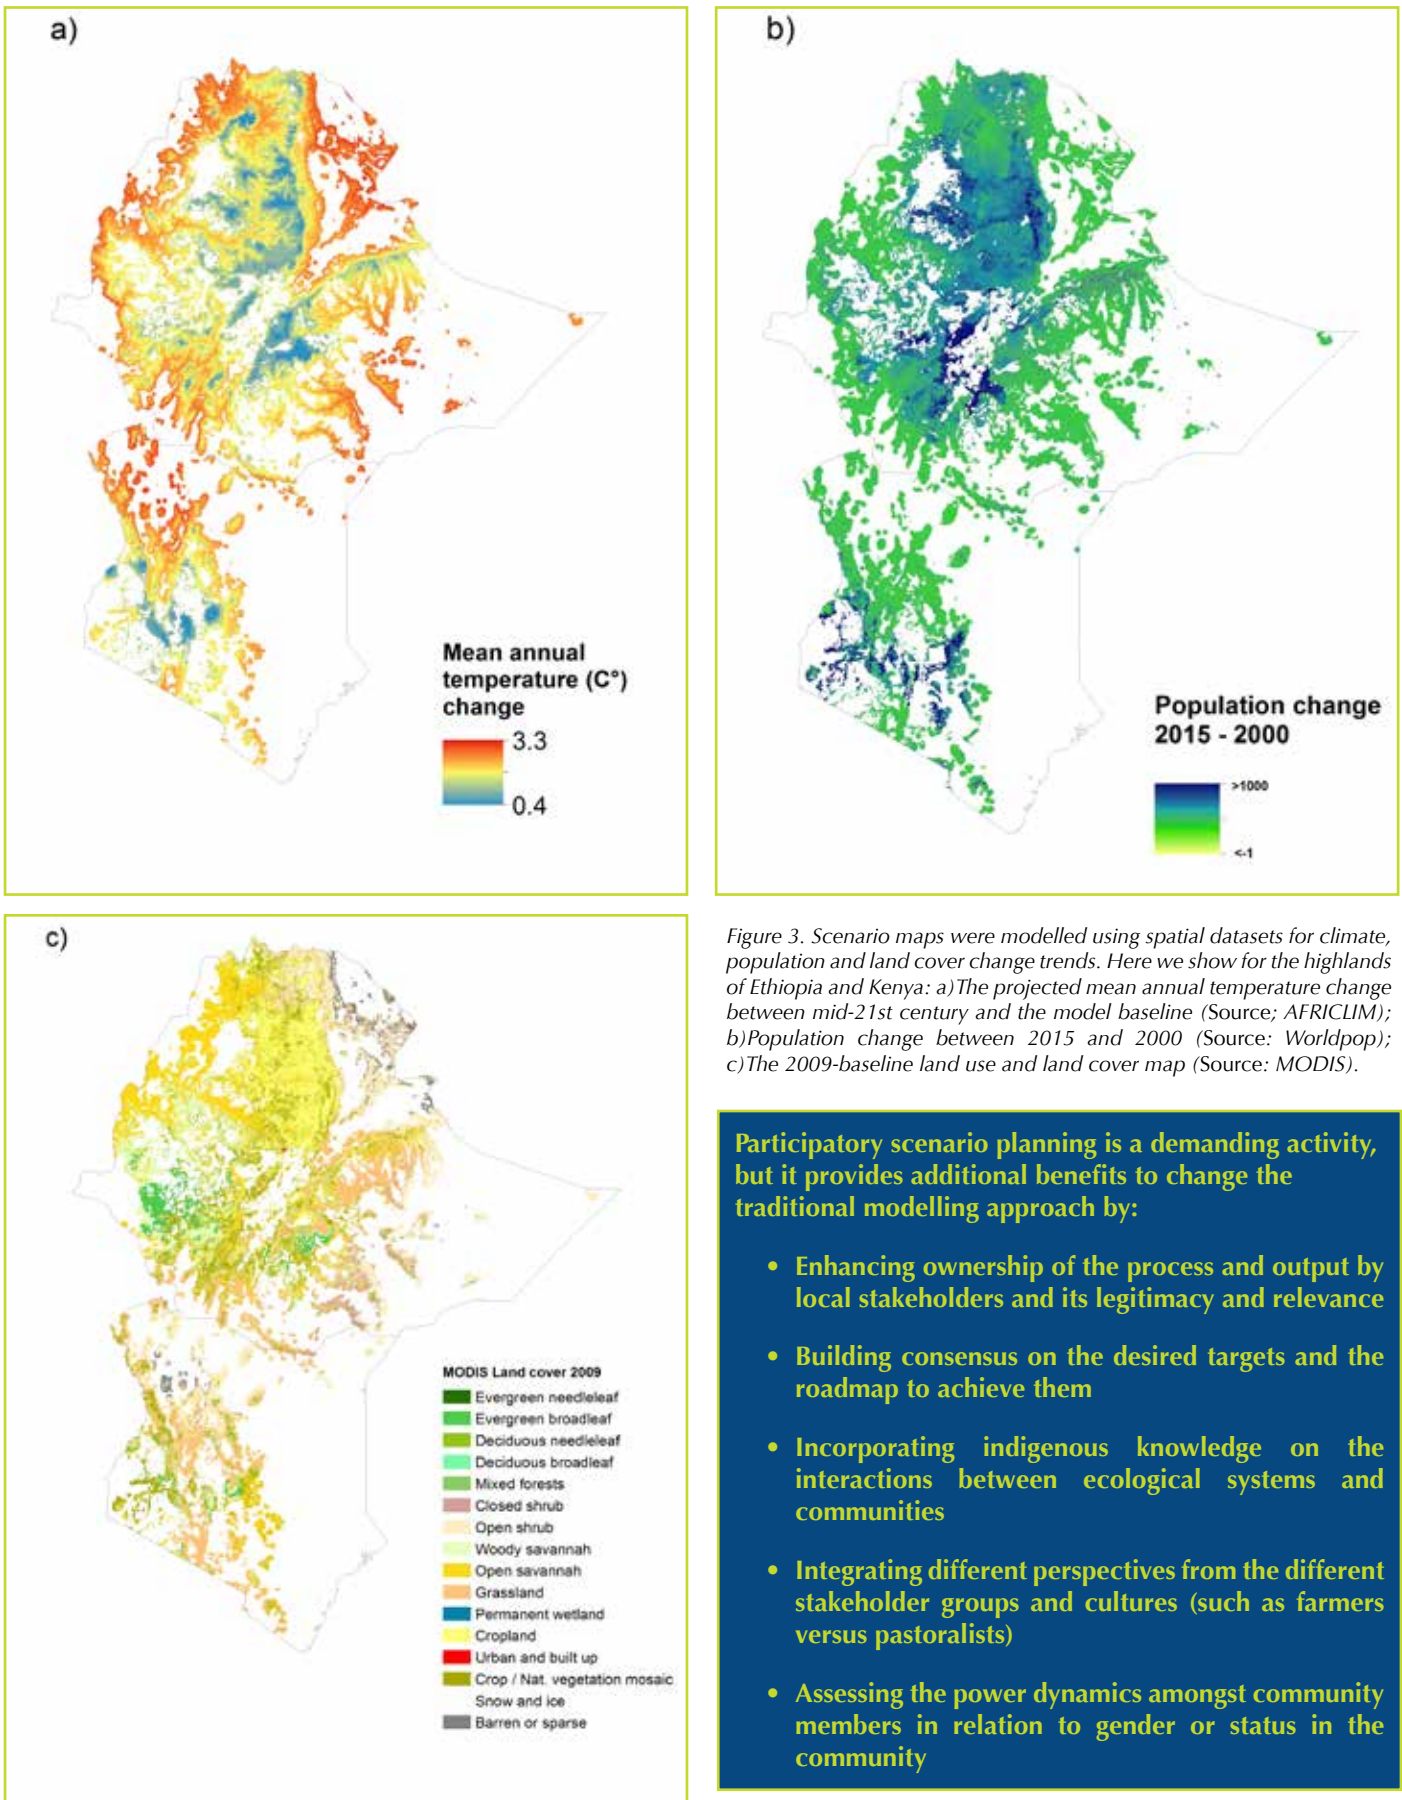 a)
Mean annual
temperature (C°)
change
3.3
0.4
b)
Population change
2015 - 2000
>1000
<-1
c)
MODIS Land cover 2009
Evergreen needleleaf
Evergreen broadleaf
Deciduous needleleaf
Deciduous broadleaf
Mixed forests
Closed shrub
Open shrub
Woody savannah
Open savannah
Grassland
Permanent wetland
Cropland
Urban and built up
Crop / Nat. vegetation mosaic
Snow and ice
Barren or sparse
Figure 3. Scenario maps were modelled using spatial datasets for climate,
population and land cover change trends. Here we show for the highlands
of Ethiopia and Kenya: a)The projected mean annual temperature change
between mid-21st century and the model baseline (Source; AFRICLIM);
b)Population change between 2015 and 2000 (Source: Worldpop);
c)The 2009-baseline land use and land cover map (Source: MODIS).
Participatory scenario planning is a demanding activity,
but it provides additional benefits to change the
traditional modelling approach by:
• Enhancing ownership of the process and output by
local stakeholders and its legitimacy and relevance
• Building consensus on the desired targets and the
roadmap to achieve them
• Incorporating indigenous knowledge on the
interactions between ecological systems and
communities
• Integrating different perspectives from the different
stakeholder groups and cultures (such as farmers
versus pastoralists)
• Assessing the power dynamics amongst community
members in relation to gender or status in the
community